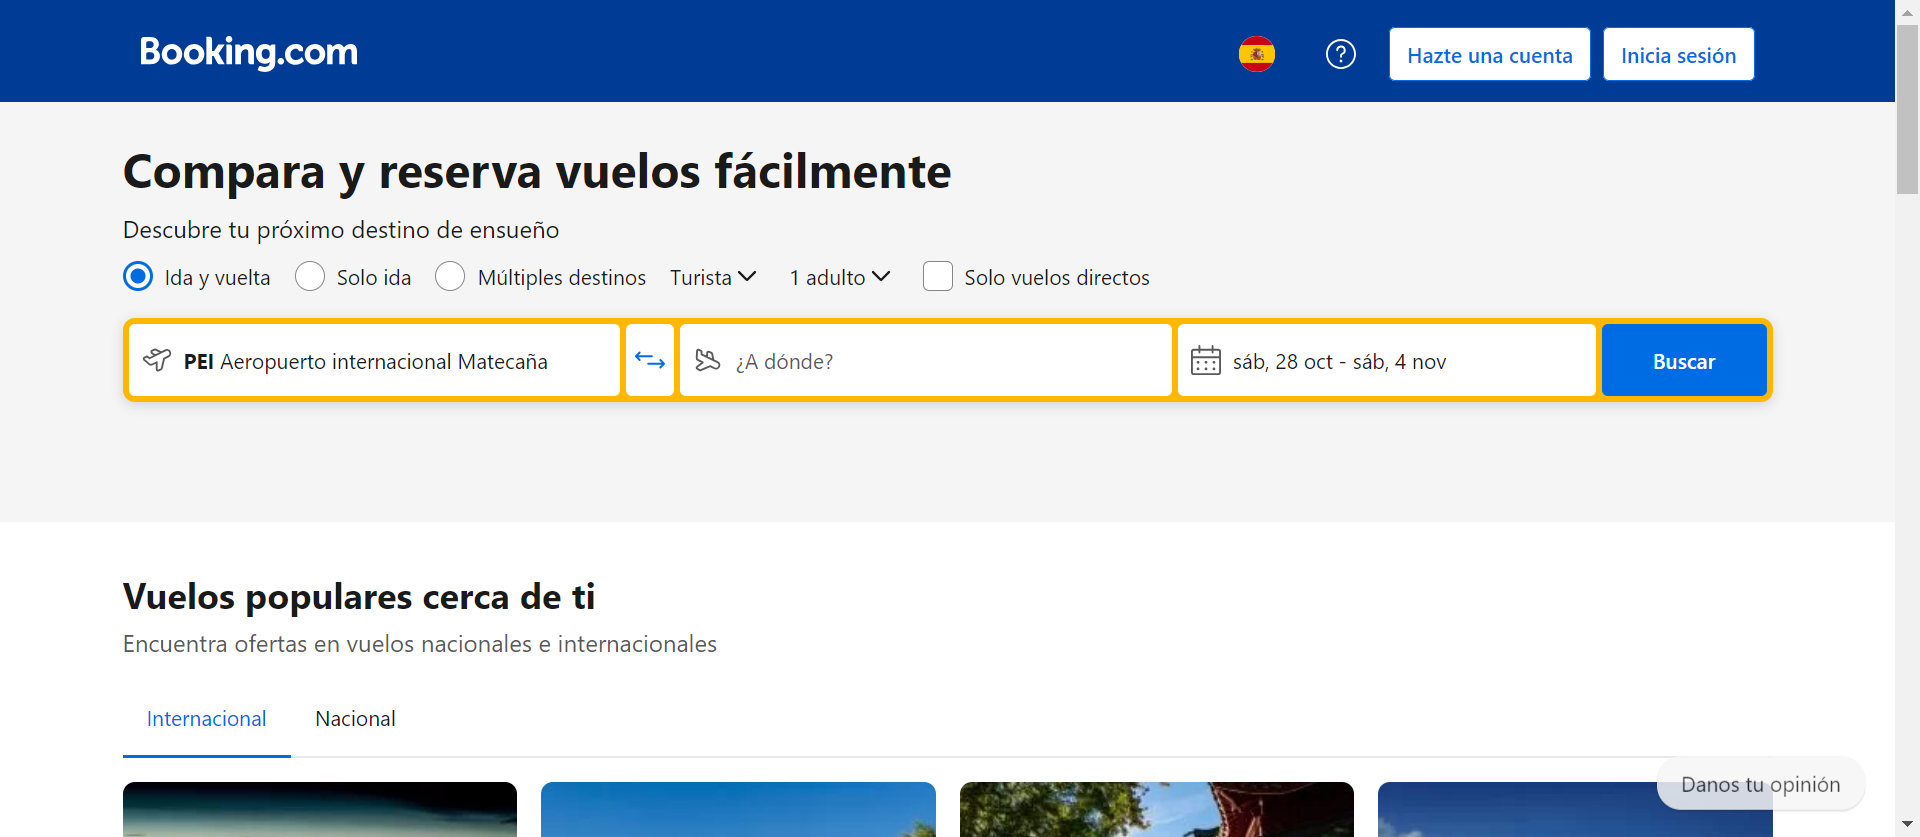 Booking.com
?
Hazte una cuenta
Inicia sesión
Compara y reserva vuelos fácilmente
Descubre tu próximo destino de ensueño
Ida y vuelta Solo ida Múltiples destinos Turista 1 adulto Solo vuelos directos
PEI Aeropuerto internacional Matecaña ¿A dónde? sáb, 28 oct - sáb, 4 nov Buscar
Vuelos populares cerca de ti
Encuentra ofertas en vuelos nacionales e internacionales
Internacional Nacional
Danos tu opinión